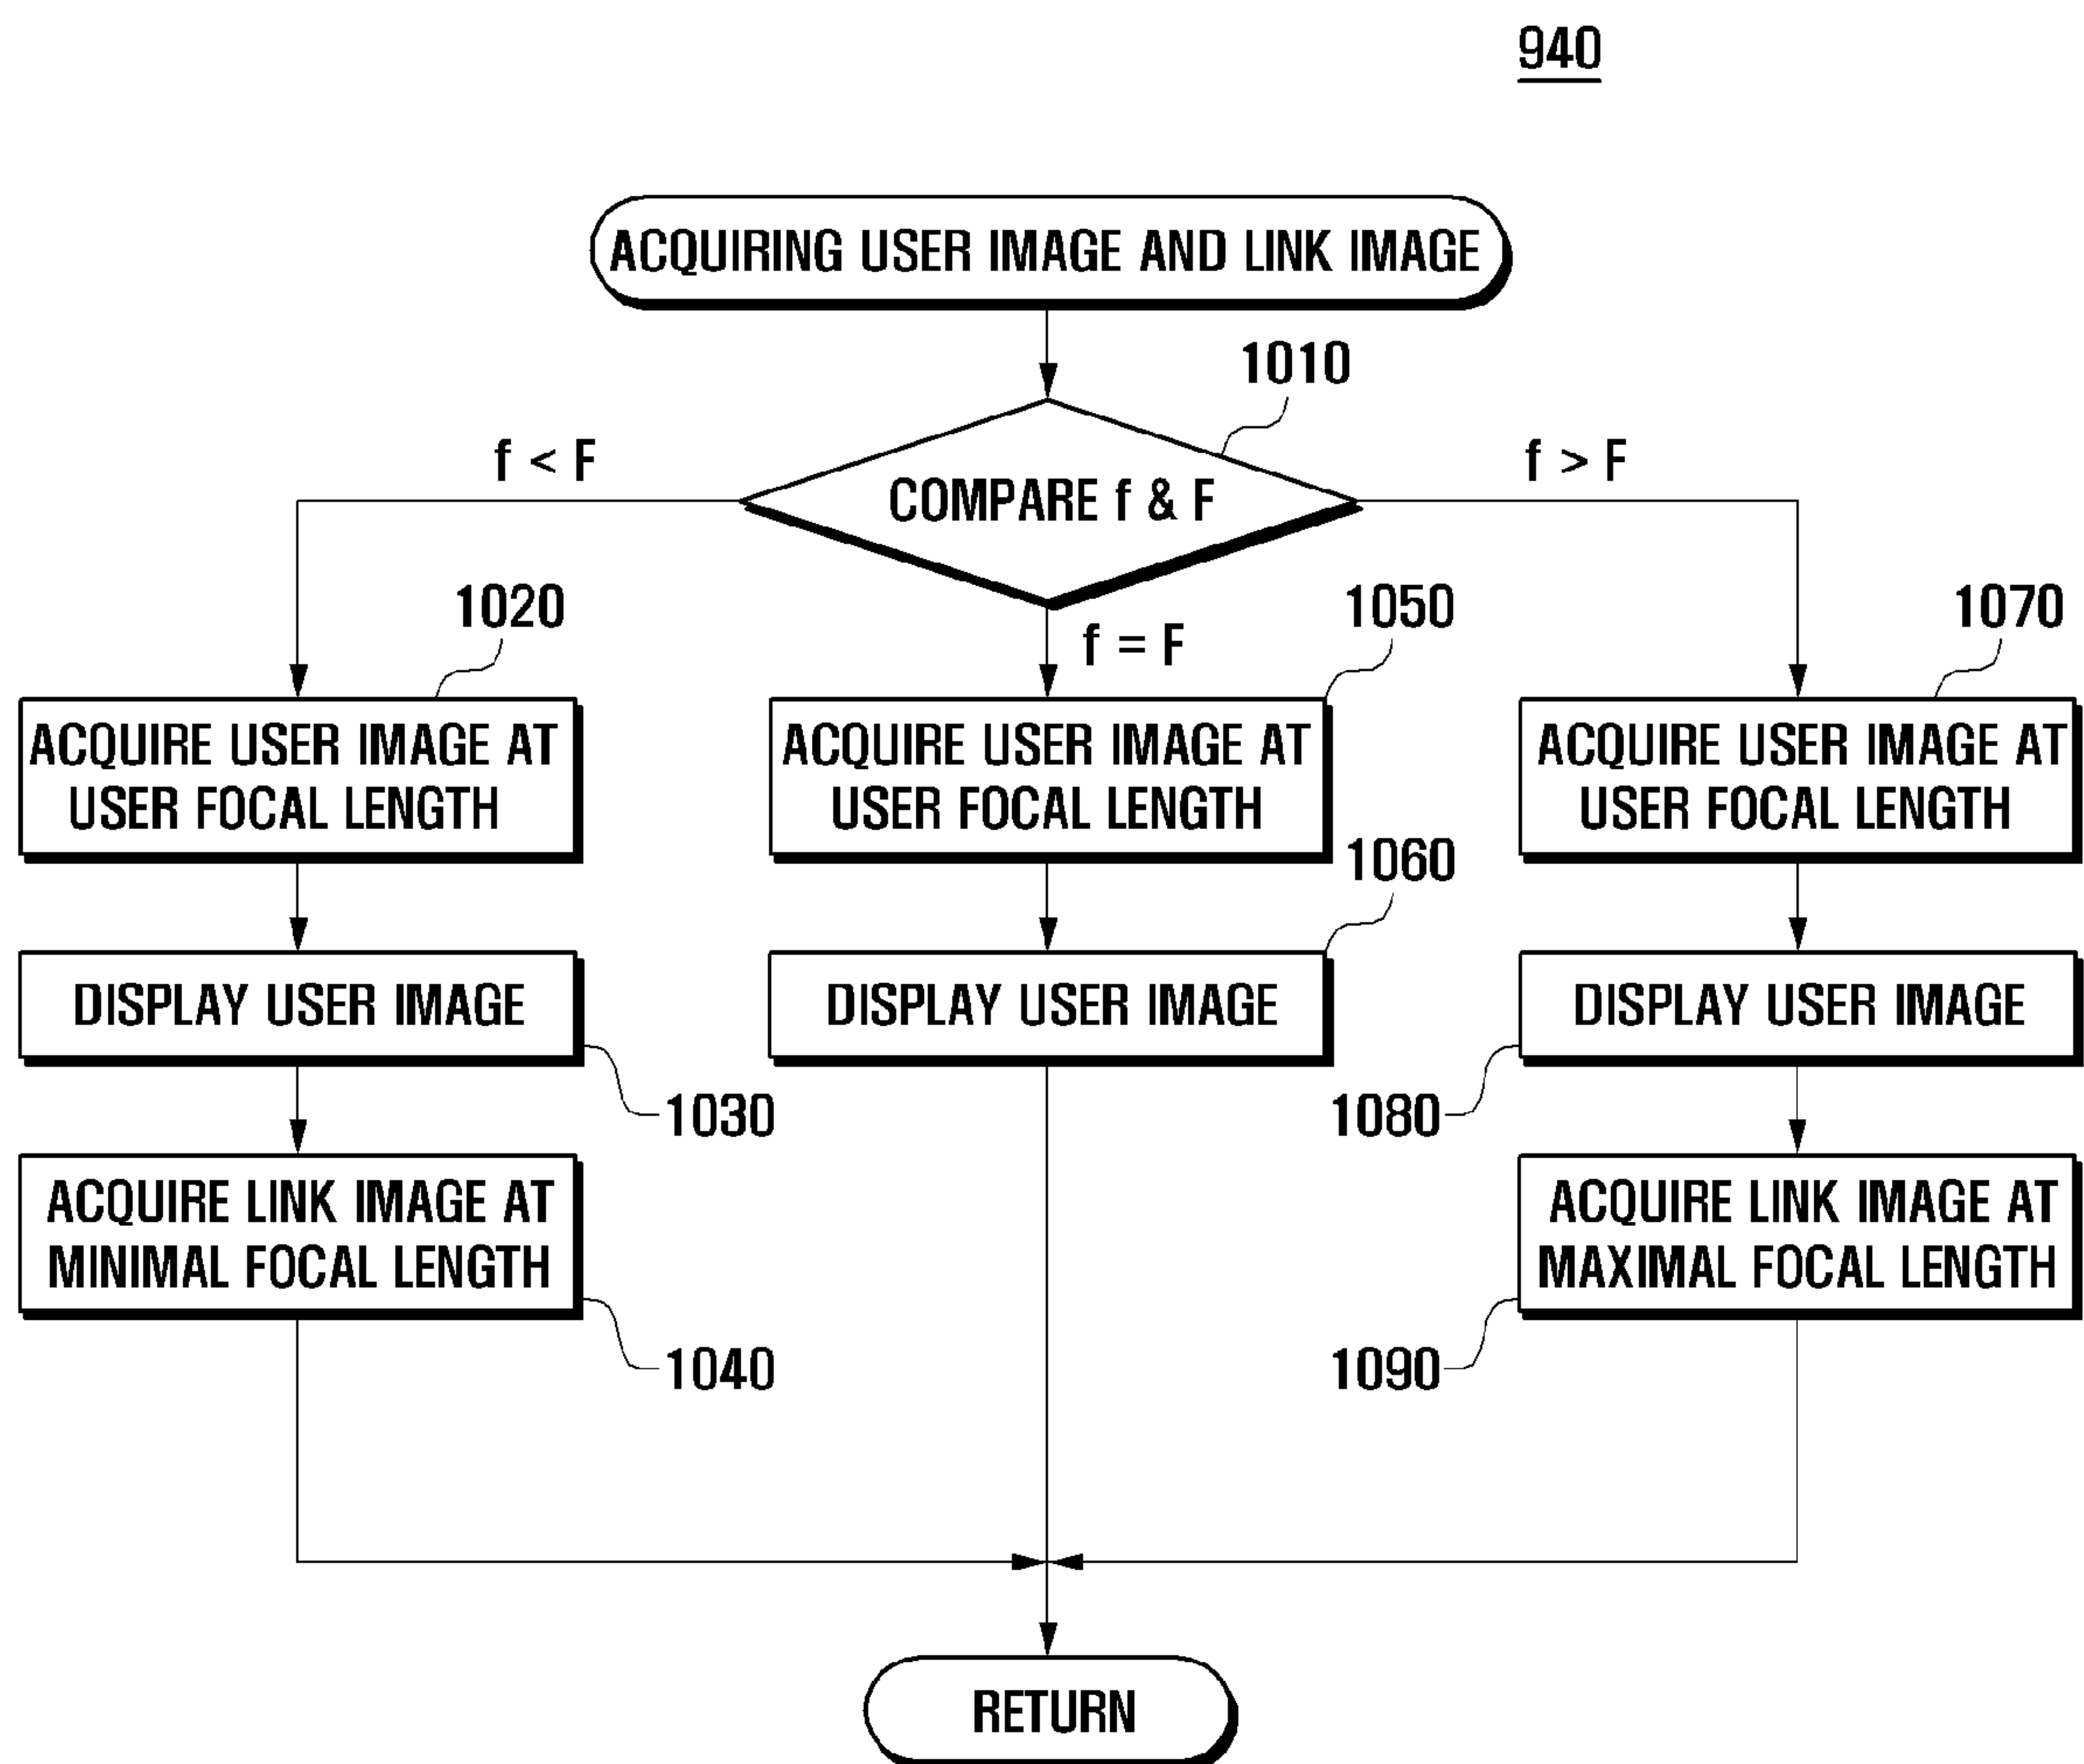 940
ACQUIRING USER IMAGE AND LINK IMAGE
1010
f < F
COMPARE f & F
f > F
f = F
1020
ACQUIRE USER IMAGE AT
USER FOCAL LENGTH
1050
ACQUIRE USER IMAGE AT
USER FOCAL LENGTH
1070
ACQUIRE USER IMAGE AT
USER FOCAL LENGTH
DISPLAY USER IMAGE
1030
1060
DISPLAY USER IMAGE
DISPLAY USER IMAGE
1080
ACQUIRE LINK IMAGE AT
MINIMAL FOCAL LENGTH
1040
ACQUIRE LINK IMAGE AT
MAXIMAL FOCAL LENGTH
1090
RETURN